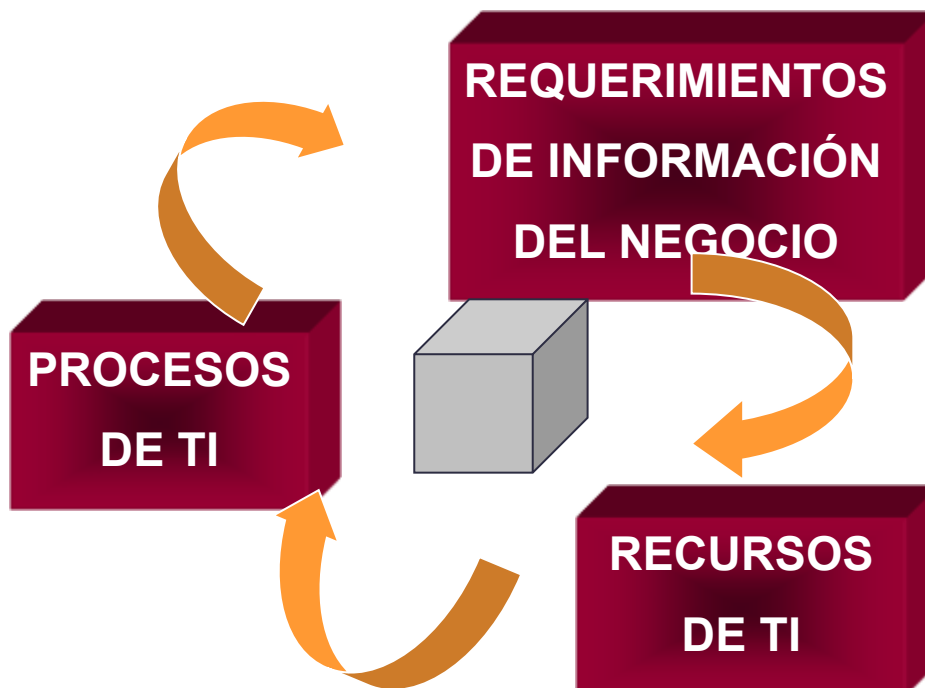 REQUERIMIENTOS
DE INFORMACIÓN
DEL NEGOCIO
PROCESOS
DE TI
RECURSOS
DE TI